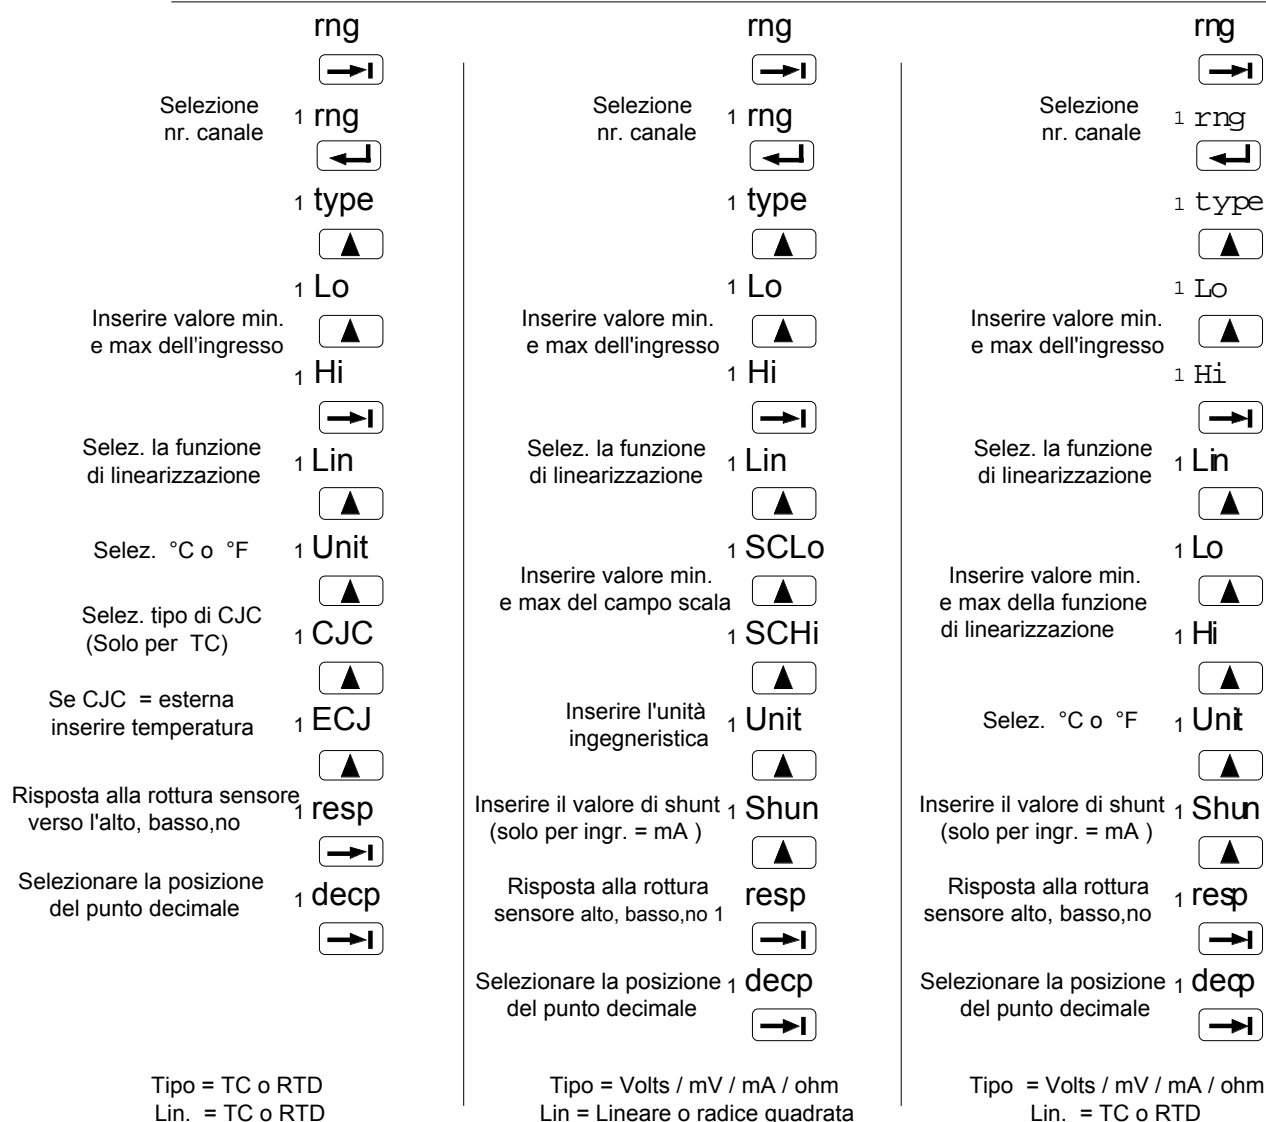 rng
Selezione
nr. canale
1 rng
1 type
1 Lo
Inserire valore min.
e max dell'ingresso
1 Hi
Selez. la funzione
di linearizzazione
1 Lin
Selez. °C o °F
1 Unit
Selez. tipo di CJC
(Solo per TC)
1 CJC
Se CJC = esterna
inserire temperatura
1 ECJ
Risposta alla rottura sensore
verso l'alto, basso,no
1 resp
Selezionare la posizione
del punto decimale
1 decp
Tipo = TC o RTD
Lin. = TC o RTD
rng
Selezione
nr. canale
1 rng
1 type
1 Lo
Inserire valore min.
e max dell'ingresso
1 Hi
Selez. la funzione
di linearizzazione
1 Lin
1 SCLo
Inserire valore min.
e max del campo scala
1 SCHi
Inserire l'unità
ingegneristica
1 Unit
Inserire il valore di shunt
(solo per ingr. = mA )
1 Shun
Risposta alla rottura
sensore alto, basso,no 1
resp
Selezionare la posizione
del punto decimale
1 decp
Tipo = Volts / mV / mA / ohm
Lin = Lineare o radice quadrata
rng
Selezione
nr. canale
1 rng
1 type
1 Lo
Inserire valore min.
e max dell'ingresso
1 Hi
Selez. la funzione
di linearizzazione
1 Lin
1 Lo
Inserire valore min.
e max della funzione
di linearizzazione
1 Hi
Selez. °C o °F
1 Unit
Inserire il valore di shunt
(solo per ingr. = mA )
1 Shun
Risposta alla rottura
sensore alto, basso,no
1 resp
Selezionare la posizione
del punto decimale
1 decp
Tipo = Volts / mV / mA / ohm
Lin. = TC o RTD